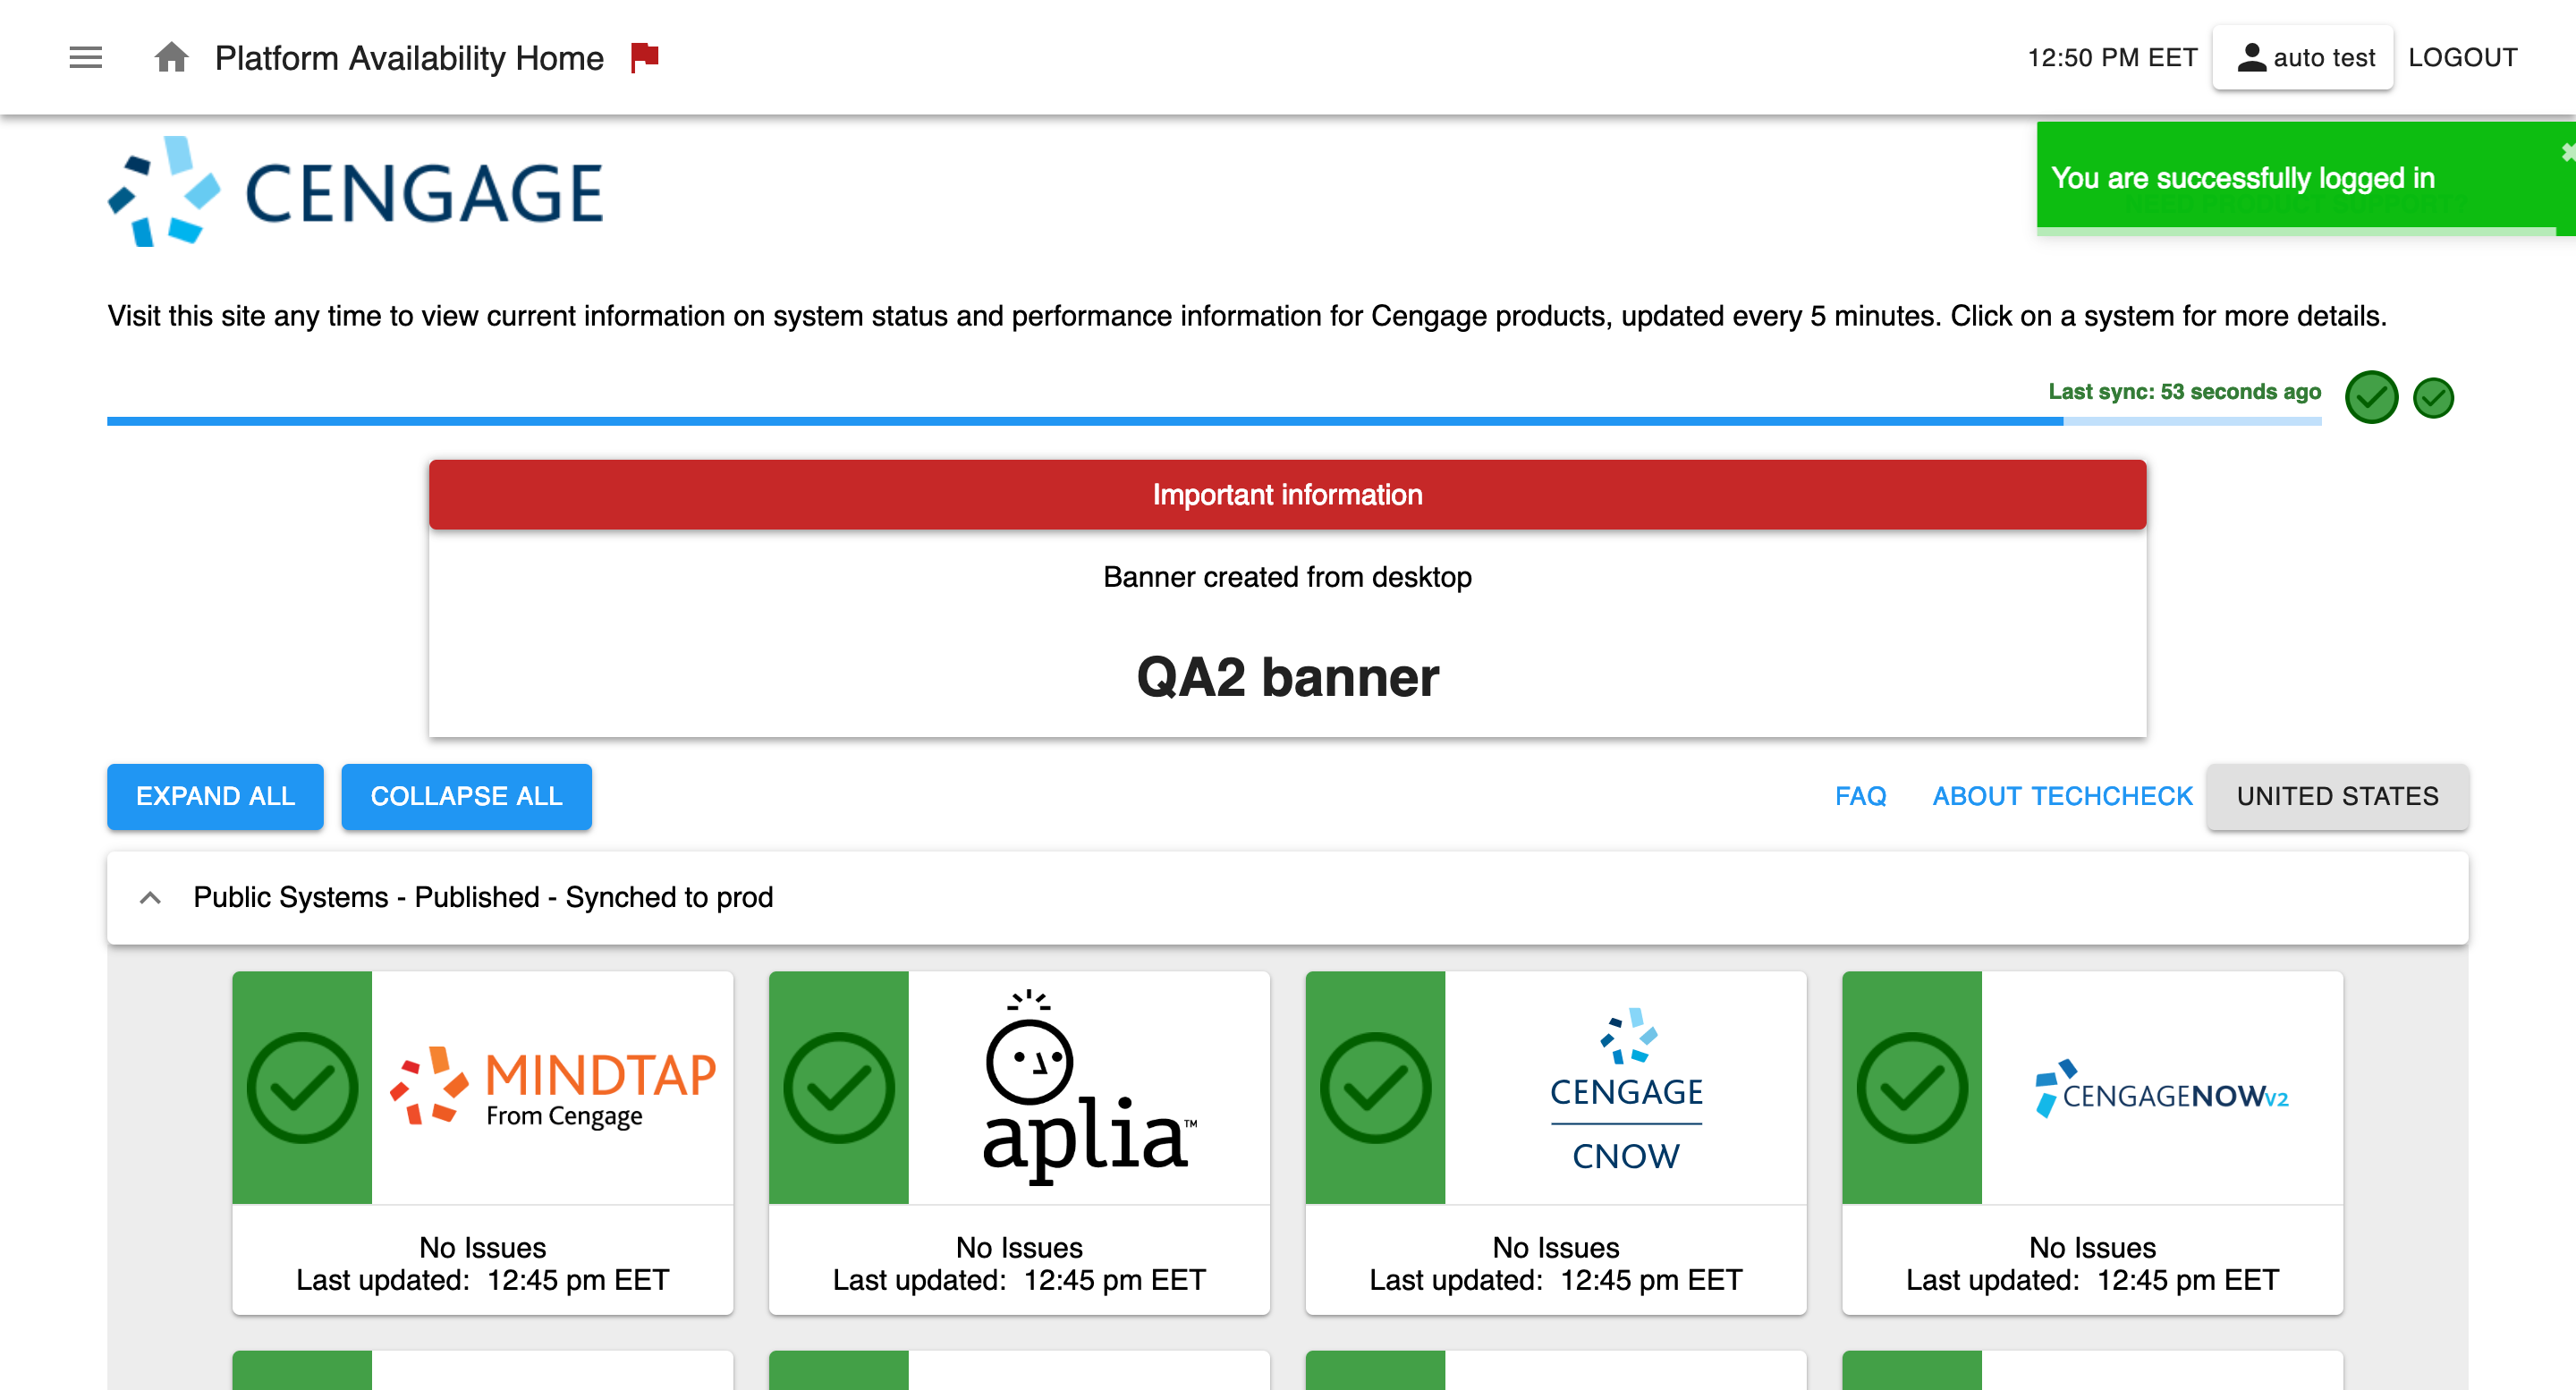 Platform Availability Home
12:50 PM EET
auto test
LOGOUT
CENGAGE
You are successfully logged in
NEED PRODUCT SUPPORT?
Visit this site any time to view current information on system status and performance information for Cengage products, updated every 5 minutes. Click on a system for more details.
Last sync: 53 seconds ago
Important information
Banner created from desktop
QA2 banner
EXPAND ALL
COLLAPSE ALL
FAQ
ABOUT TECHCHECK
UNITED STATES
Public Systems - Published - Synched to prod
MINDTAP
From Cengage
No Issues
Last updated: 12:45 pm EET
aplia™
No Issues
Last updated: 12:45 pm EET
CENGAGE
CNOW
No Issues
Last updated: 12:45 pm EET
CENGAGENOWV2
No Issues
Last updated: 12:45 pm EET